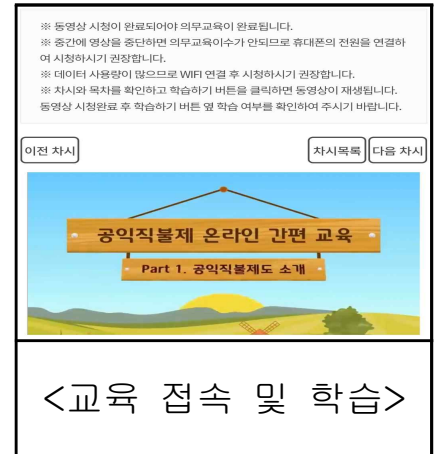 ※ 동영상 시청이 완료되어야 의무교육이 완료됩니다.
※ 중간에 영상을 중단하면 의무교육이수가 안되므로 휴대폰의 전원을 연결하
여 시청하시기 권장합니다.
※ 데이터 사용량이 많으므로 WIFI 연결 후 시청하시기 권장합니다.
※ 차시와 목차를 확인하고 학습하기 버튼을 클릭하면 동영상이 재생됩니다.
동영상 시청완료 후 학습하기 버튼 옆 학습 여부를 확인하여 주시기 바랍니다.
이전 차시 차시목록 다음 차시
공익직불제 온라인 간편 교육
Part 1. 공익직불제도 소개
<교육 접속 및 학습>